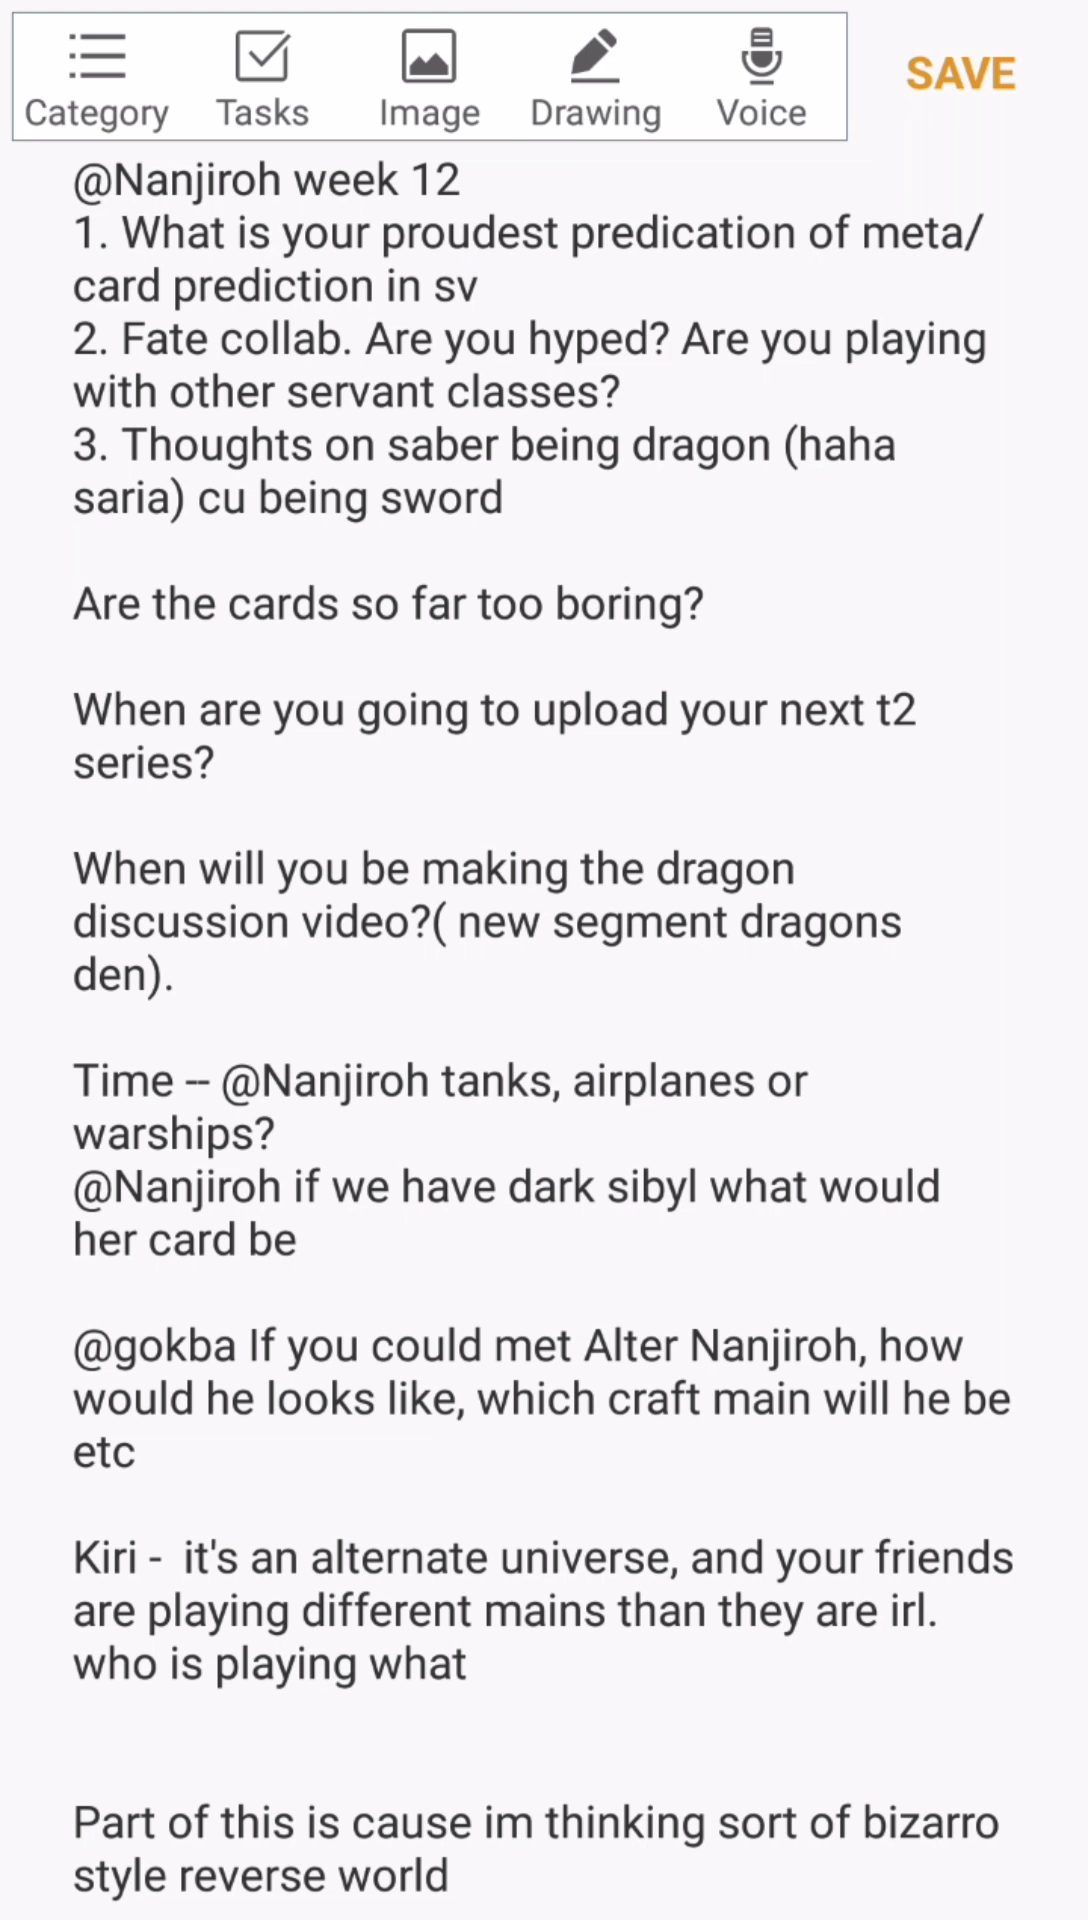 Category Tasks Image Drawing Voice SAVE
@Nanjiroh week 12
1. What is your proudest predication of meta/
card prediction in sv
2. Fate collab. Are you hyped? Are you playing
with other servant classes?
3. Thoughts on saber being dragon (haha
saria) cu being sword
Are the cards so far too boring?
When are you going to upload your next t2
series?
When will you be making the dragon
discussion video?( new segment dragons
den).
Time -- @Nanjiroh tanks, airplanes or
warships?
@Nanjiroh if we have dark sibyl what would
her card be
@gokba If you could met Alter Nanjiroh, how
would he looks like, which craft main will he be
etc
Kiri -  it's an alternate universe, and your friends
are playing different mains than they are irl.
who is playing what
Part of this is cause im thinking sort of bizarro
style reverse world